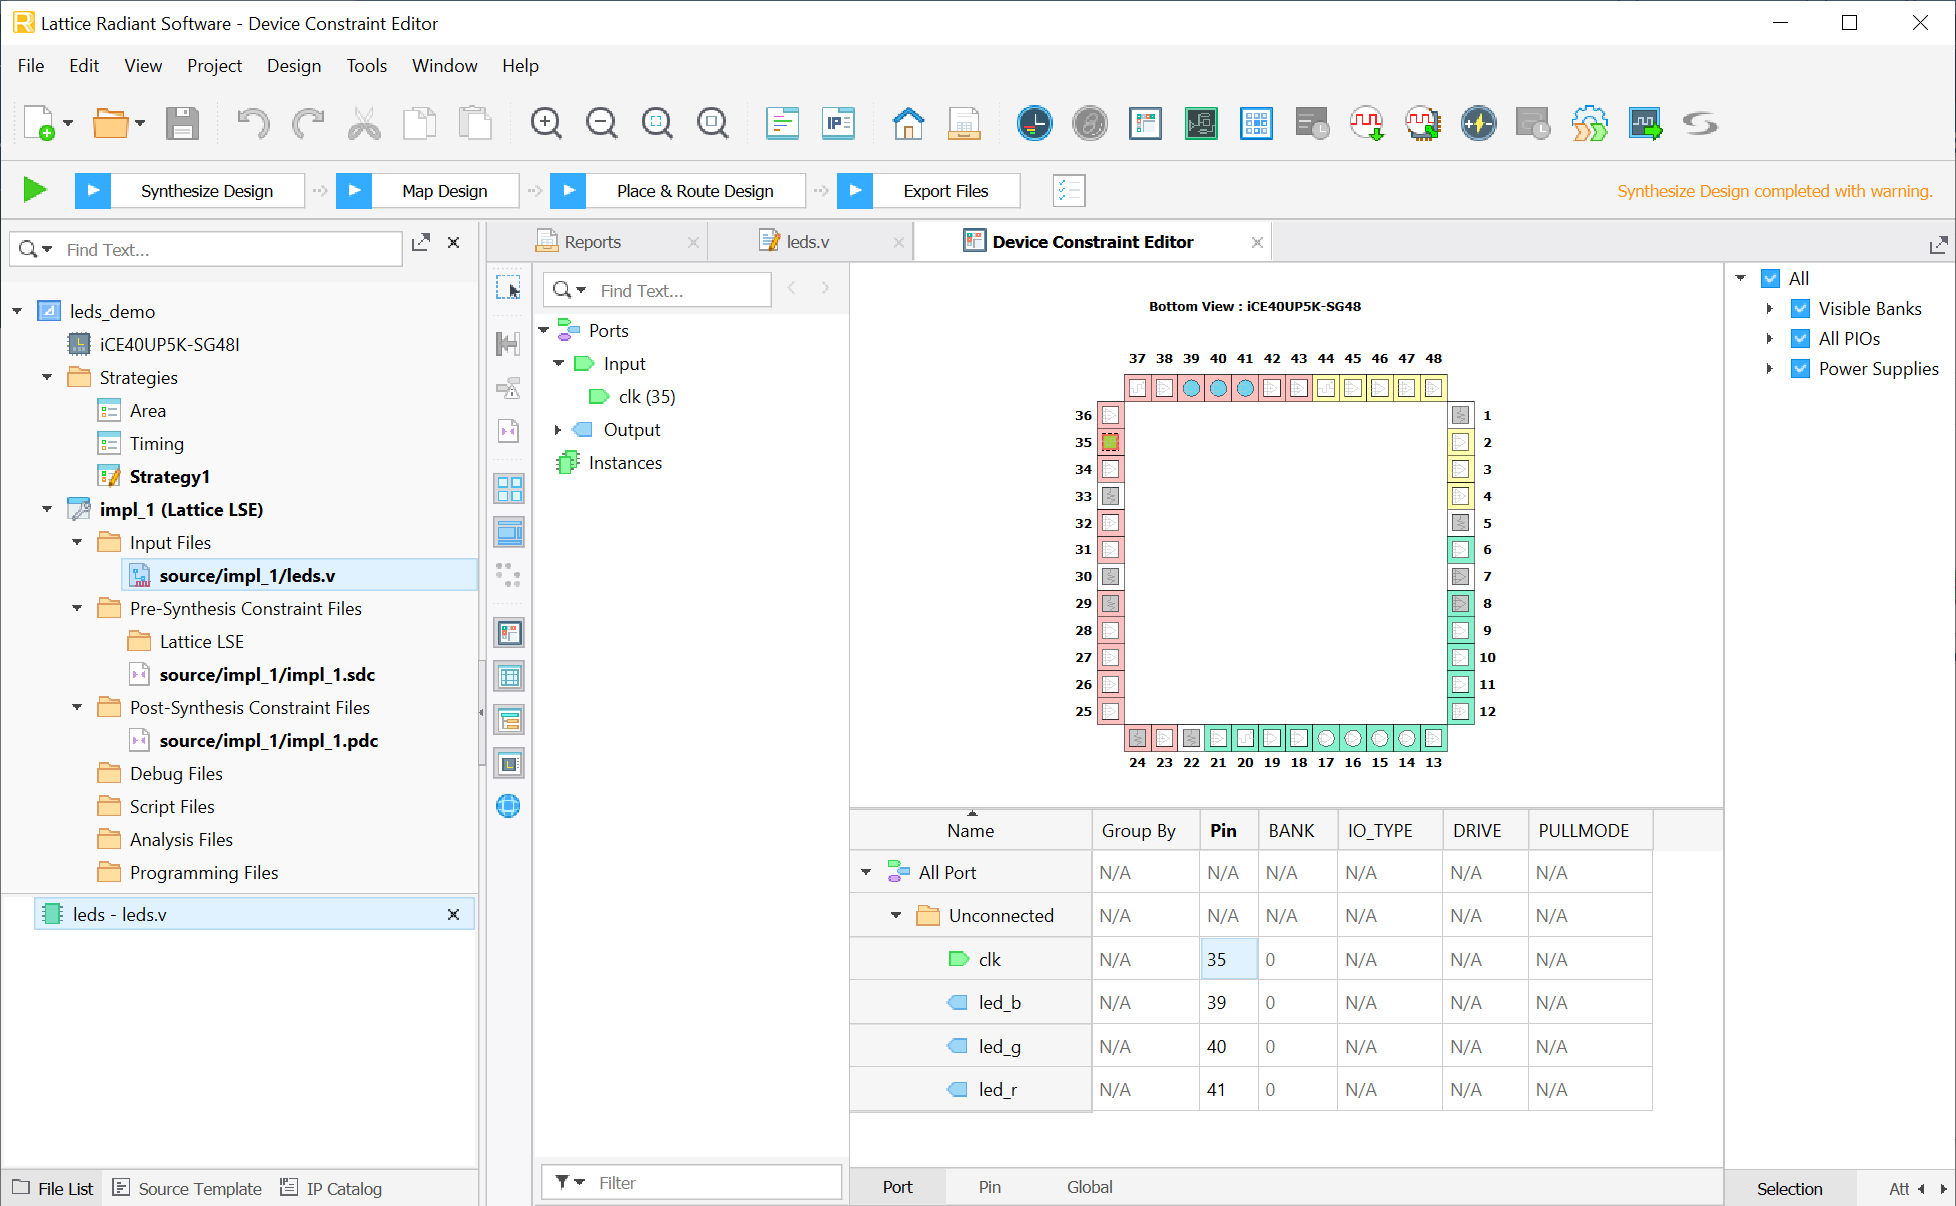 Lattice Radiant Software - Device Constraint Editor
File Edit View Project Design Tools Window Help
IP
Synthesize Design Map Design Place & Route Design Export Files Synthesize Design completed with warning.
Find Text...
leds_demo
iCE40UP5K-SG48I
Strategies
Area
Timing
Strategy1
impl_1 (Lattice LSE)
Input Files
source/impl_1/leds.v
Pre-Synthesis Constraint Files
Lattice LSE
source/impl_1/impl_1.sdc
Post-Synthesis Constraint Files
source/impl_1/impl_1.pdc
Debug Files
Script Files
Analysis Files
Programming Files
leds - leds.v
File List Source Template IP Catalog
Reports leds.v Device Constraint Editor
Find Text...
Ports
Input
clk (35)
Output
Instances
Filter
Bottom View : iCE40UP5K-SG48
37 38 39 40 41 42 43 44 45 46 47 48
36 1
35 2
34 3
33 4
32 5
31 6
30 7
29 8
28 9
27 10
26 11
25 12
24 23 22 21 20 19 18 17 16 15 14 13
Name Group By Pin BANK IO_TYPE DRIVE PULLMODE
All Port N/A N/A N/A N/A N/A N/A
Unconnected N/A N/A N/A N/A N/A N/A
clk N/A 35 0 N/A N/A N/A
led_b N/A 39 0 N/A N/A N/A
led_g N/A 40 0 N/A N/A N/A
led_r N/A 41 0 N/A N/A N/A
Port Pin Global
All
Visible Banks
All PIOs
Power Supplies
Selection Att